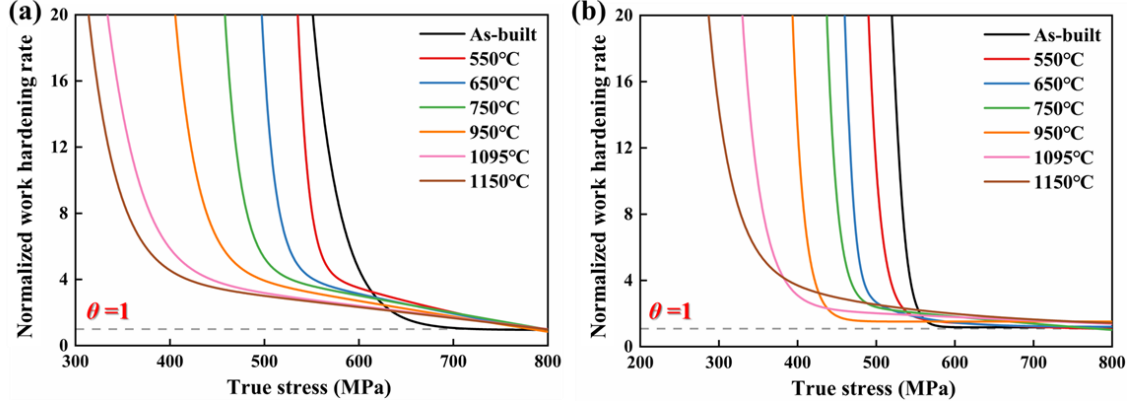 (a)
Normalized work hardening rate
20
16
12
8
4
0
As-built
550°C
650°C
750°C
950°C
1095°C
1150°C
θ =1
300
400
500
600
700
800
True stress (MPa)
(b)
Normalized work hardening rate
20
16
12
8
4
0
As-built
550°C
650°C
750°C
950°C
1095°C
1150°C
θ =1
200
300
400
500
600
700
800
True stress (MPa)